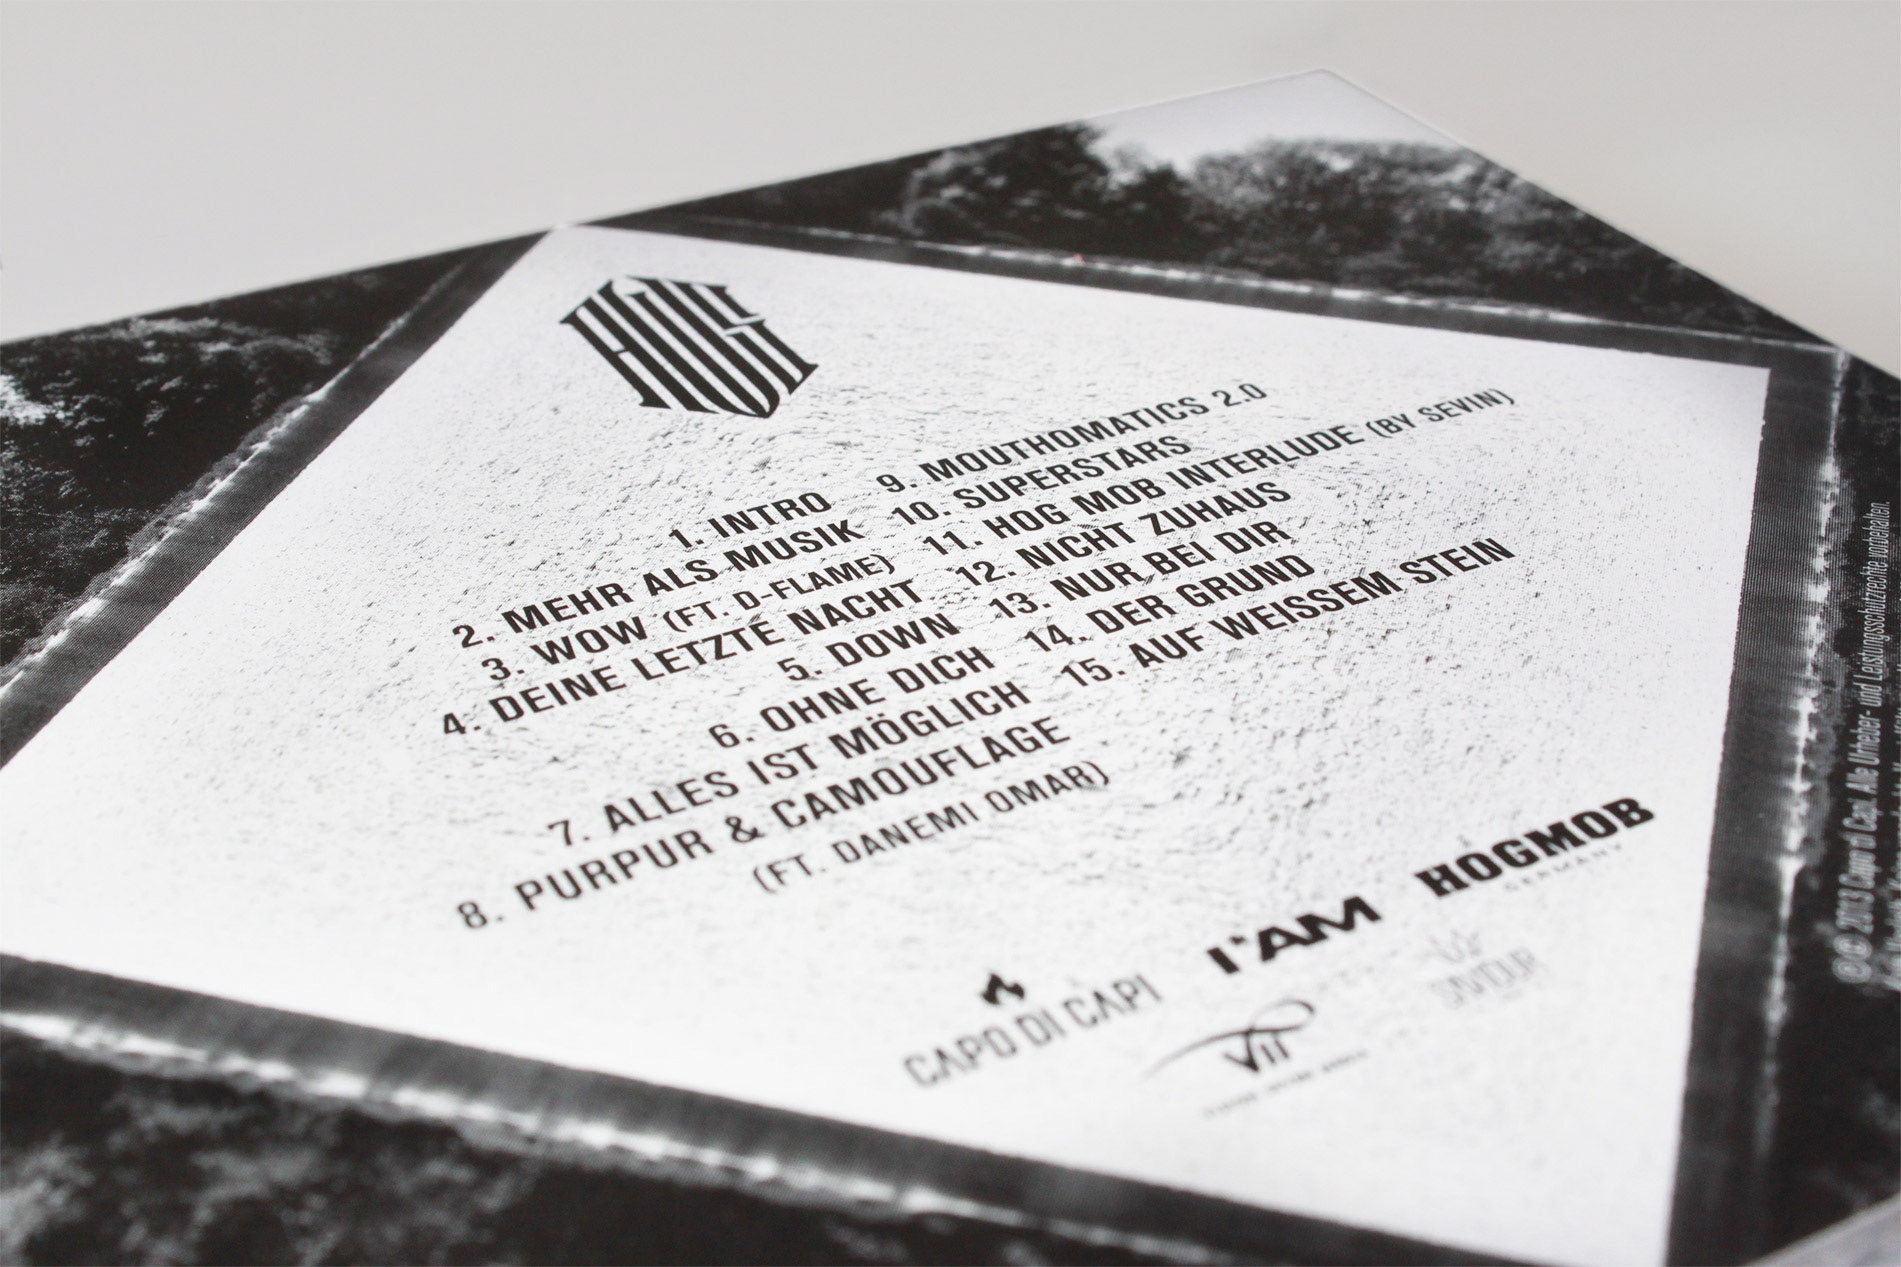 HOG
1. INTRO
2. MEHR ALS MUSIK
3. WOW (FT. D-FLAME)
4. DEINE LETZTE NACHT
5. DOWN
6. OHNE DICH
7. ALLES IST MÖGLICH
8. PURPUR & CAMOUFLAGE
(FT. DANEMI OMAR)
9. MOUTHOMATICS 2.0
10. SUPERSTARS
11. HOG MOB INTERLUDE (BY SEVIN)
12. NICHT ZUHAUS
13. NUR BEI DIR
14. DER GRUND
15. AUF WEISSEM STEIN
CAPO DI CAPI
I'AM
HOGMOB
GERMANY
VII
℗© 2013 Capo di Capi. Alle Urheber- und Leistungsschutzrechte vorbehalten.